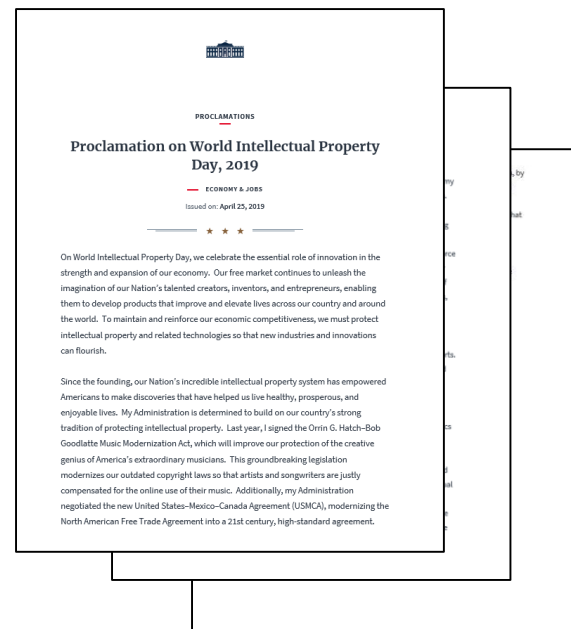 PROCLAMATIONS
Proclamation on World Intellectual Property
Day, 2019
ECONOMY & JOBS
Issued on: April 25, 2019
On World Intellectual Property Day, we celebrate the essential role of innovation in the
strength and expansion of our economy. Our free market continues to unleash the
imagination of our Nation's talented creators, inventors, and entrepreneurs, enabling
them to develop products that improve and elevate lives across our country and around
the world. To maintain and reinforce our economic competitiveness, we must protect
intellectual property and related technologies so that new industries and innovations
can flourish.
Since the founding, our Nation's incredible intellectual property system has empowered
Americans to make discoveries that have helped us live healthy, prosperous, and
enjoyable lives. My Administration is determined to build on our country's strong
tradition of protecting intellectual property. Last year, I signed the Orrin G. Hatch–Bob
Goodlatte Music Modernization Act, which will improve our protection of the creative
genius of America's extraordinary musicians. This groundbreaking legislation
modernizes our outdated copyright laws so that artists and songwriters are justly
compensated for the online use of their music. Additionally, my Administration
negotiated the new United States–Mexico–Canada Agreement (USMCA), modernizing the
North American Free Trade Agreement into a 21st century, high-standard agreement.
, by